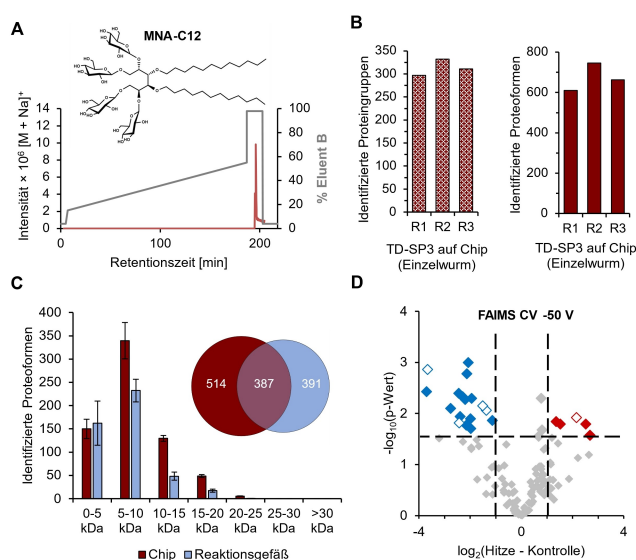 A
MNA-C12
Intensität × 10⁶ [M + Na]⁺
14
12
10
8
6
4
2
0
100
80
60
40
20
0
% Eluent B
0
100
200
Retentionszeit [min]
B
Identifizierte Proteingruppen
350
300
250
200
150
100
50
0
R1 R2 R3
TD-SP3 auf Chip
(Einzelwurm)
Identifizierte Proteoformen
800
600
400
200
0
R1 R2 R3
TD-SP3 auf Chip
(Einzelwurm)
C
Identifizierte Proteoformen
400
350
300
250
200
150
100
50
0
514 387 391
0-5 5-10 10-15 15-20 20-25 25-30 >30
kDa kDa kDa kDa kDa kDa kDa
Chip Reaktionsgefäß
D
FAIMS CV -50 V
-log₁₀(p-Wert)
4
3
2
1
0
-4 0 4
log₂(Hitze - Kontrolle)